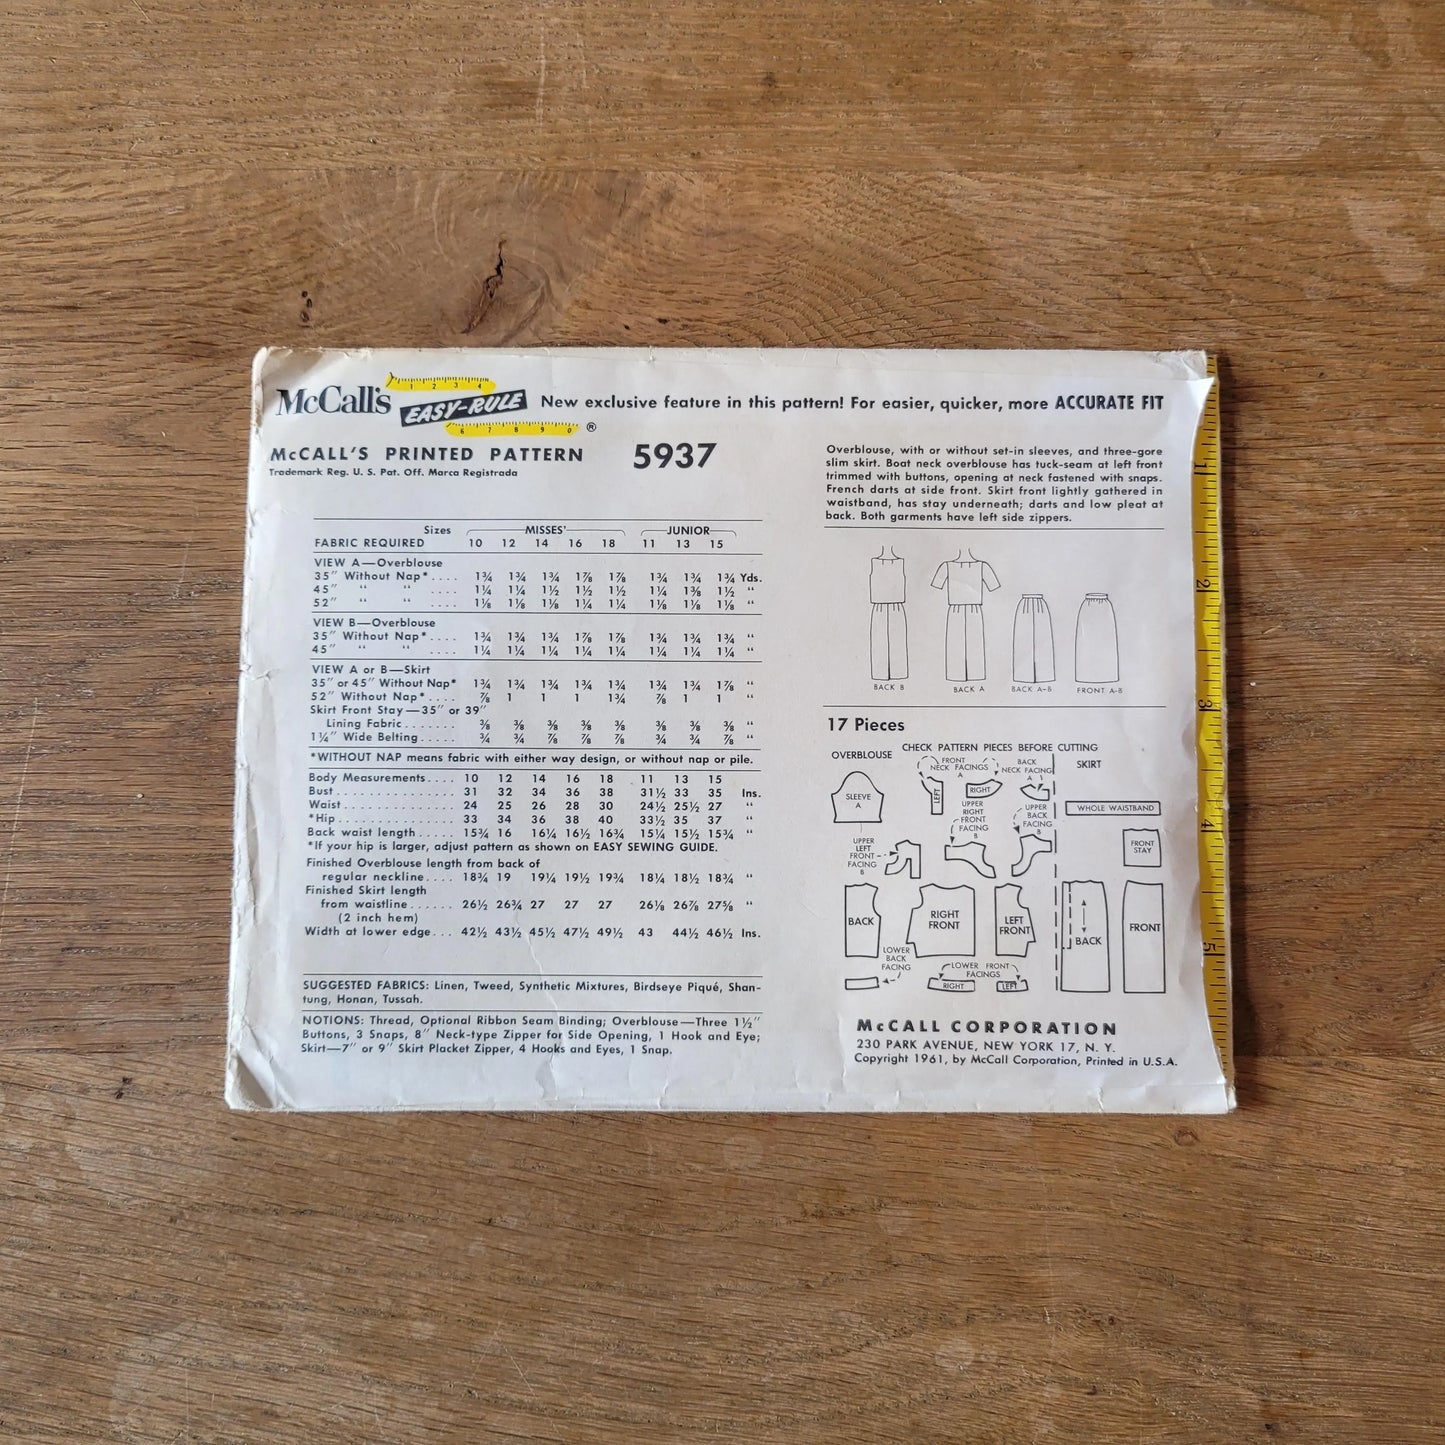 McCall's EASY-RULE ® New exclusive feature in this pattern! For easier, quicker, more ACCURATE FIT
1 2 3 4
6 7 8 9 0
McCALL'S PRINTED PATTERN 5937
Trademark Reg. U. S. Pat. Off. Marca Registrada
Sizes MISSES' JUNIOR
FABRIC REQUIRED 10 12 14 16 18 11 13 15
VIEW A—Overblouse
35″ Without Nap* .... 1¾ 1¾ 1¾ 1⅞ 1⅞ 1¾ 1¾ 1¾ Yds.
45″ “ “ .... 1¼ 1¼ 1½ 1½ 1½ 1¼ 1⅜ 1½ “
52″ “ “ .... 1⅛ 1⅛ 1⅛ 1¼ 1¼ 1⅛ 1⅛ 1⅛ “
VIEW B—Overblouse
35″ Without Nap* .... 1¾ 1¾ 1¾ 1⅞ 1⅞ 1¾ 1¾ 1¾ “
45″ “ “ .... 1¼ 1¼ 1¼ 1¼ 1¼ 1¼ 1¼ 1¼ “
VIEW A or B—Skirt
35″ or 45″ Without Nap* 1¾ 1¾ 1¾ 1¾ 1¾ 1¾ 1¾ 1⅞ “
52″ Without Nap* .... ⅞ 1 1 1 1¾ ⅞ 1 1 “
Skirt Front Stay—35″ or 39″
Lining Fabric ....... ⅜ ⅜ ⅜ ⅜ ⅜ ⅜ ⅜ ⅜ “
1¼″ Wide Belting ..... ¾ ¾ ⅞ ⅞ ⅞ ¾ ¾ ⅞ “
*WITHOUT NAP means fabric with either way design, or without nap or pile.
Body Measurements .... 10 12 14 16 18 11 13 15
Bust ................ 31 32 34 36 38 31½ 33 35 Ins.
Waist ............... 24 25 26 28 30 24½ 25½ 27 “
*Hip ................ 33 34 36 38 40 33½ 35 37 “
Back waist length ..... 15¾ 16 16¼ 16½ 16¾ 15¼ 15½ 15¾ “
*If your hip is larger, adjust pattern as shown on EASY SEWING GUIDE.
Finished Overblouse length from back of
regular neckline .... 18¾ 19 19¼ 19½ 19¾ 18¼ 18½ 18¾ “
Finished Skirt length
from waistline ...... 26½ 26¾ 27 27 27 26⅛ 26⅞ 27⅝ “
(2 inch hem)
Width at lower edge ... 42½ 43½ 45½ 47½ 49½ 43 44½ 46½ Ins.
SUGGESTED FABRICS: Linen, Tweed, Synthetic Mixtures, Birdseye Piqué, Shan-
tung, Honan, Tussah.
NOTIONS: Thread, Optional Ribbon Seam Binding; Overblouse—Three 1½″
Buttons, 3 Snaps, 8″ Neck-type Zipper for Side Opening, 1 Hook and Eye;
Skirt—7″ or 9″ Skirt Placket Zipper, 4 Hooks and Eyes, 1 Snap.
Overblouse, with or without set-in sleeves, and three-gore
slim skirt. Boat neck overblouse has tuck-seam at left front
trimmed with buttons, opening at neck fastened with snaps.
French darts at side front. Skirt front lightly gathered in
waistband, has stay underneath; darts and low pleat at
back. Both garments have left side zippers.
BACK B BACK A BACK A-B FRONT A-B
17 Pieces
CHECK PATTERN PIECES BEFORE CUTTING
OVERBLOUSE SKIRT
FRONT
NECK FACINGS
A
BACK
NECK FACING
A
SLEEVE
A
LEFT
RIGHT
WHOLE WAISTBAND
UPPER
RIGHT
FRONT
FACING
B
UPPER
BACK
FACING
B
UPPER
LEFT
FRONT
FACING
B
FRONT
STAY
BACK
RIGHT
FRONT
LEFT
FRONT
BACK
FRONT
LOWER
BACK
FACING
LOWER FRONT
FACINGS
RIGHT
LEFT
McCALL CORPORATION
230 PARK AVENUE, NEW YORK 17, N. Y.
Copyright 1961, by McCall Corporation, Printed in U.S.A.
1
2
3
4
5